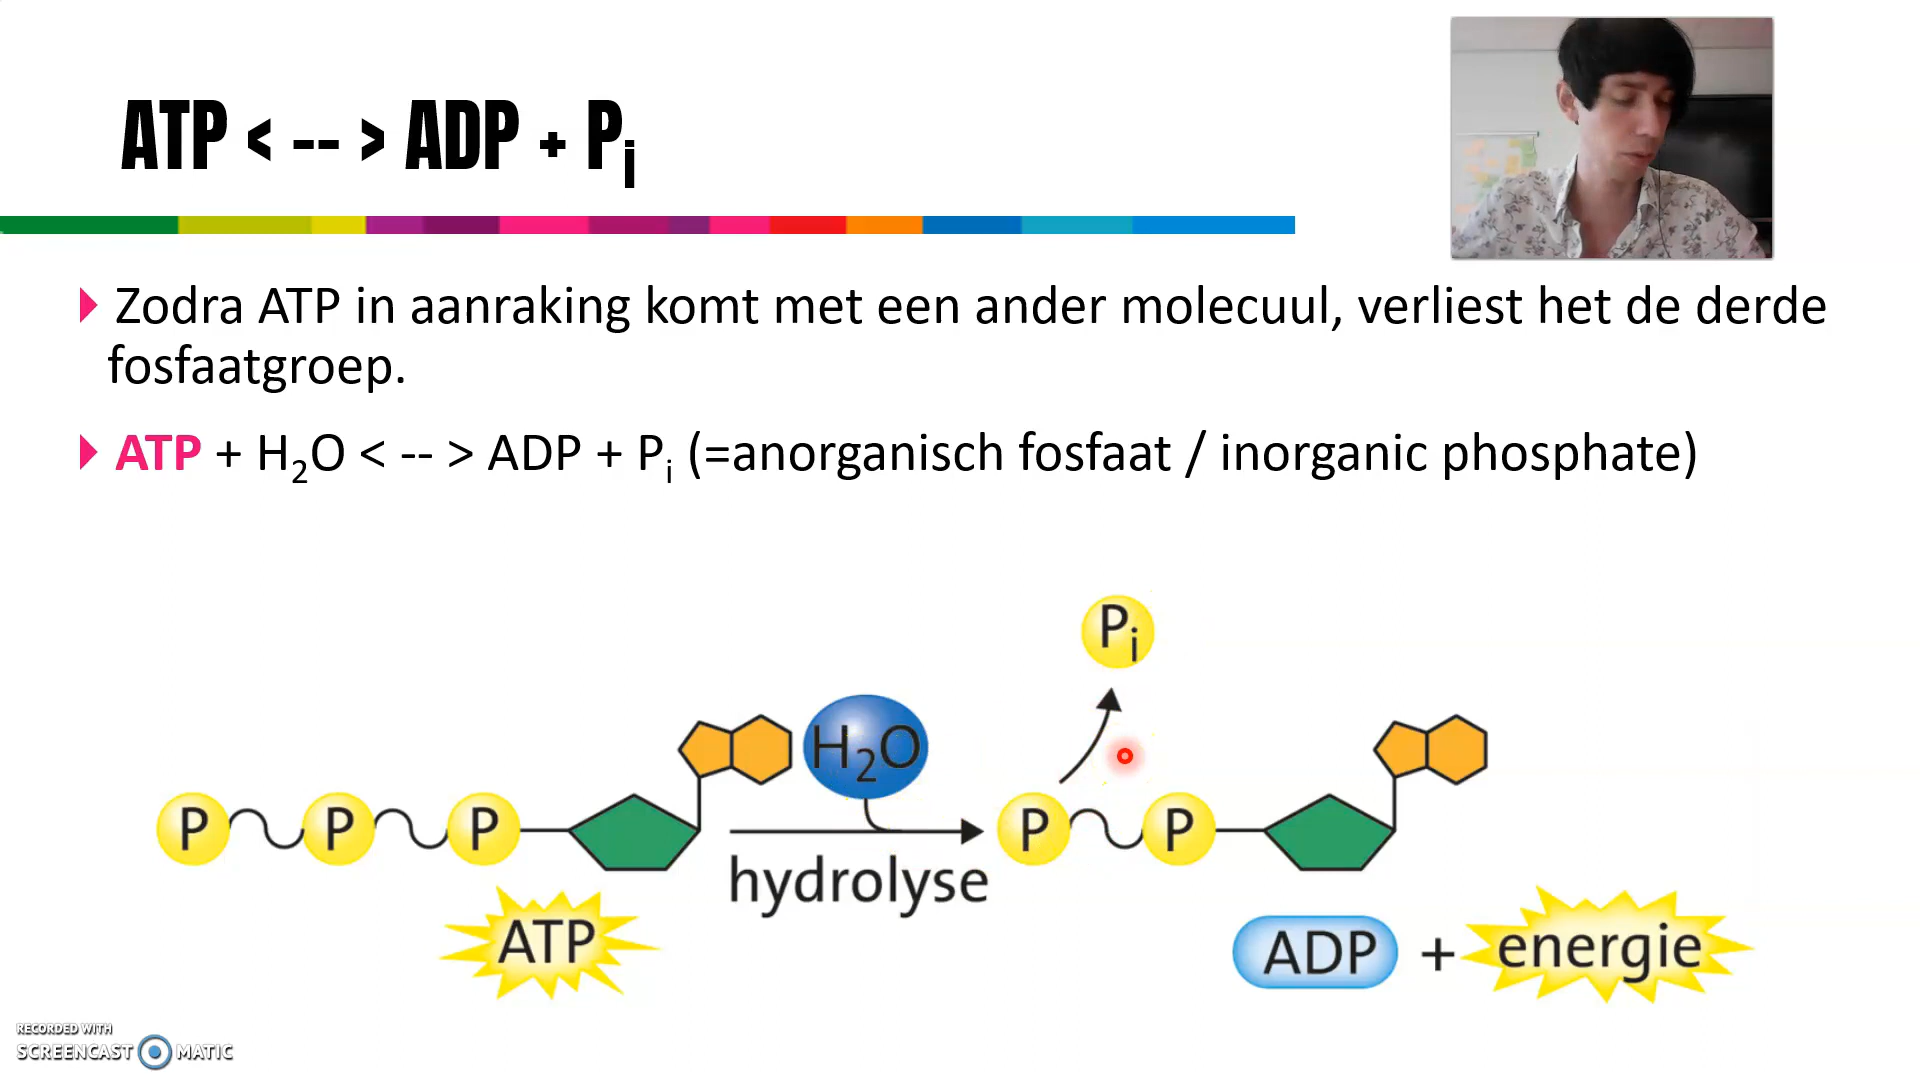 ATP < -- > ADP + Pi
Zodra ATP in aanraking komt met een ander molecuul, verliest het de derde
fosfaatgroep.
ATP + H2O < -- > ADP + Pi (=anorganisch fosfaat / inorganic phosphate)
Pi
H2O
P P P
P P
hydrolyse
ATP
ADP + energie
RECORDED WITH
SCREENCAST MATIC